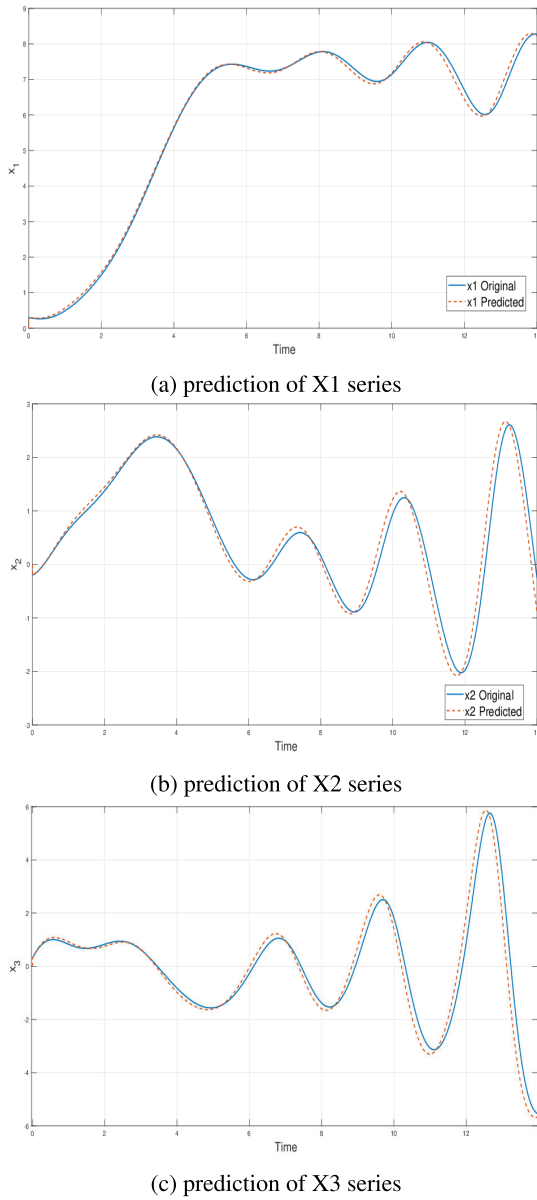 9
8
7
6
5
4
3
2
1
0
x1
0 2 4 6 8 10 12 14
Time
x1 Original
x1 Predicted
(a) prediction of X1 series
3
2
1
0
-1
-2
-3
x2
0 2 4 6 8 10 12 14
Time
x2 Original
x2 Predicted
(b) prediction of X2 series
6
4
2
0
-2
-4
-6
x3
0 2 4 6 8 10 12
Time
(c) prediction of X3 series